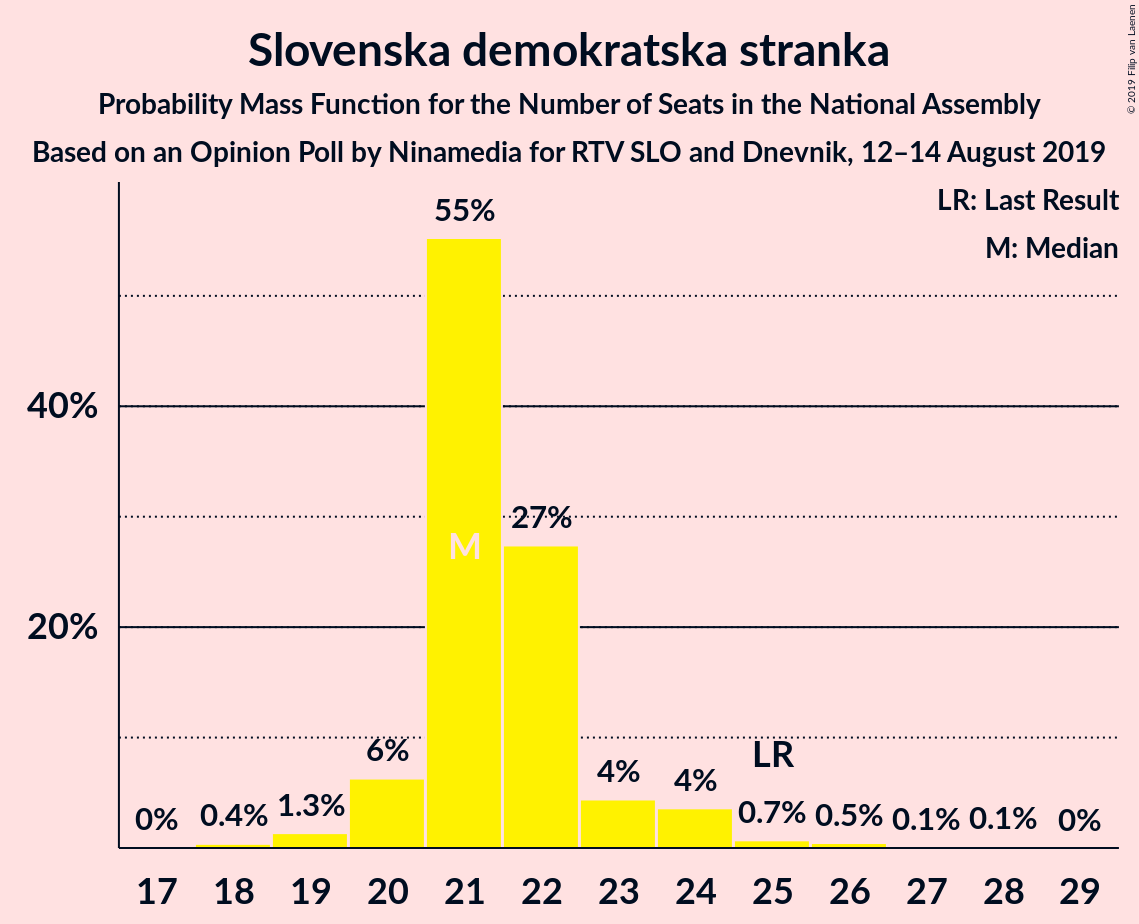 Slovenska demokratska stranka
Probability Mass Function for the Number of Seats in the National Assembly
Based on an Opinion Poll by Ninamedia for RTV SLO and Dnevnik, 12–14 August 2019
© 2019 Filip van Laenen
LR: Last Result
M: Median
55%
40%
27%
M
20%
6%
LR
4%
4%
0% 0.4% 1.3% 0.7% 0.5% 0.1% 0.1% 0%
17 18 19 20 21 22 23 24 25 26 27 28 29